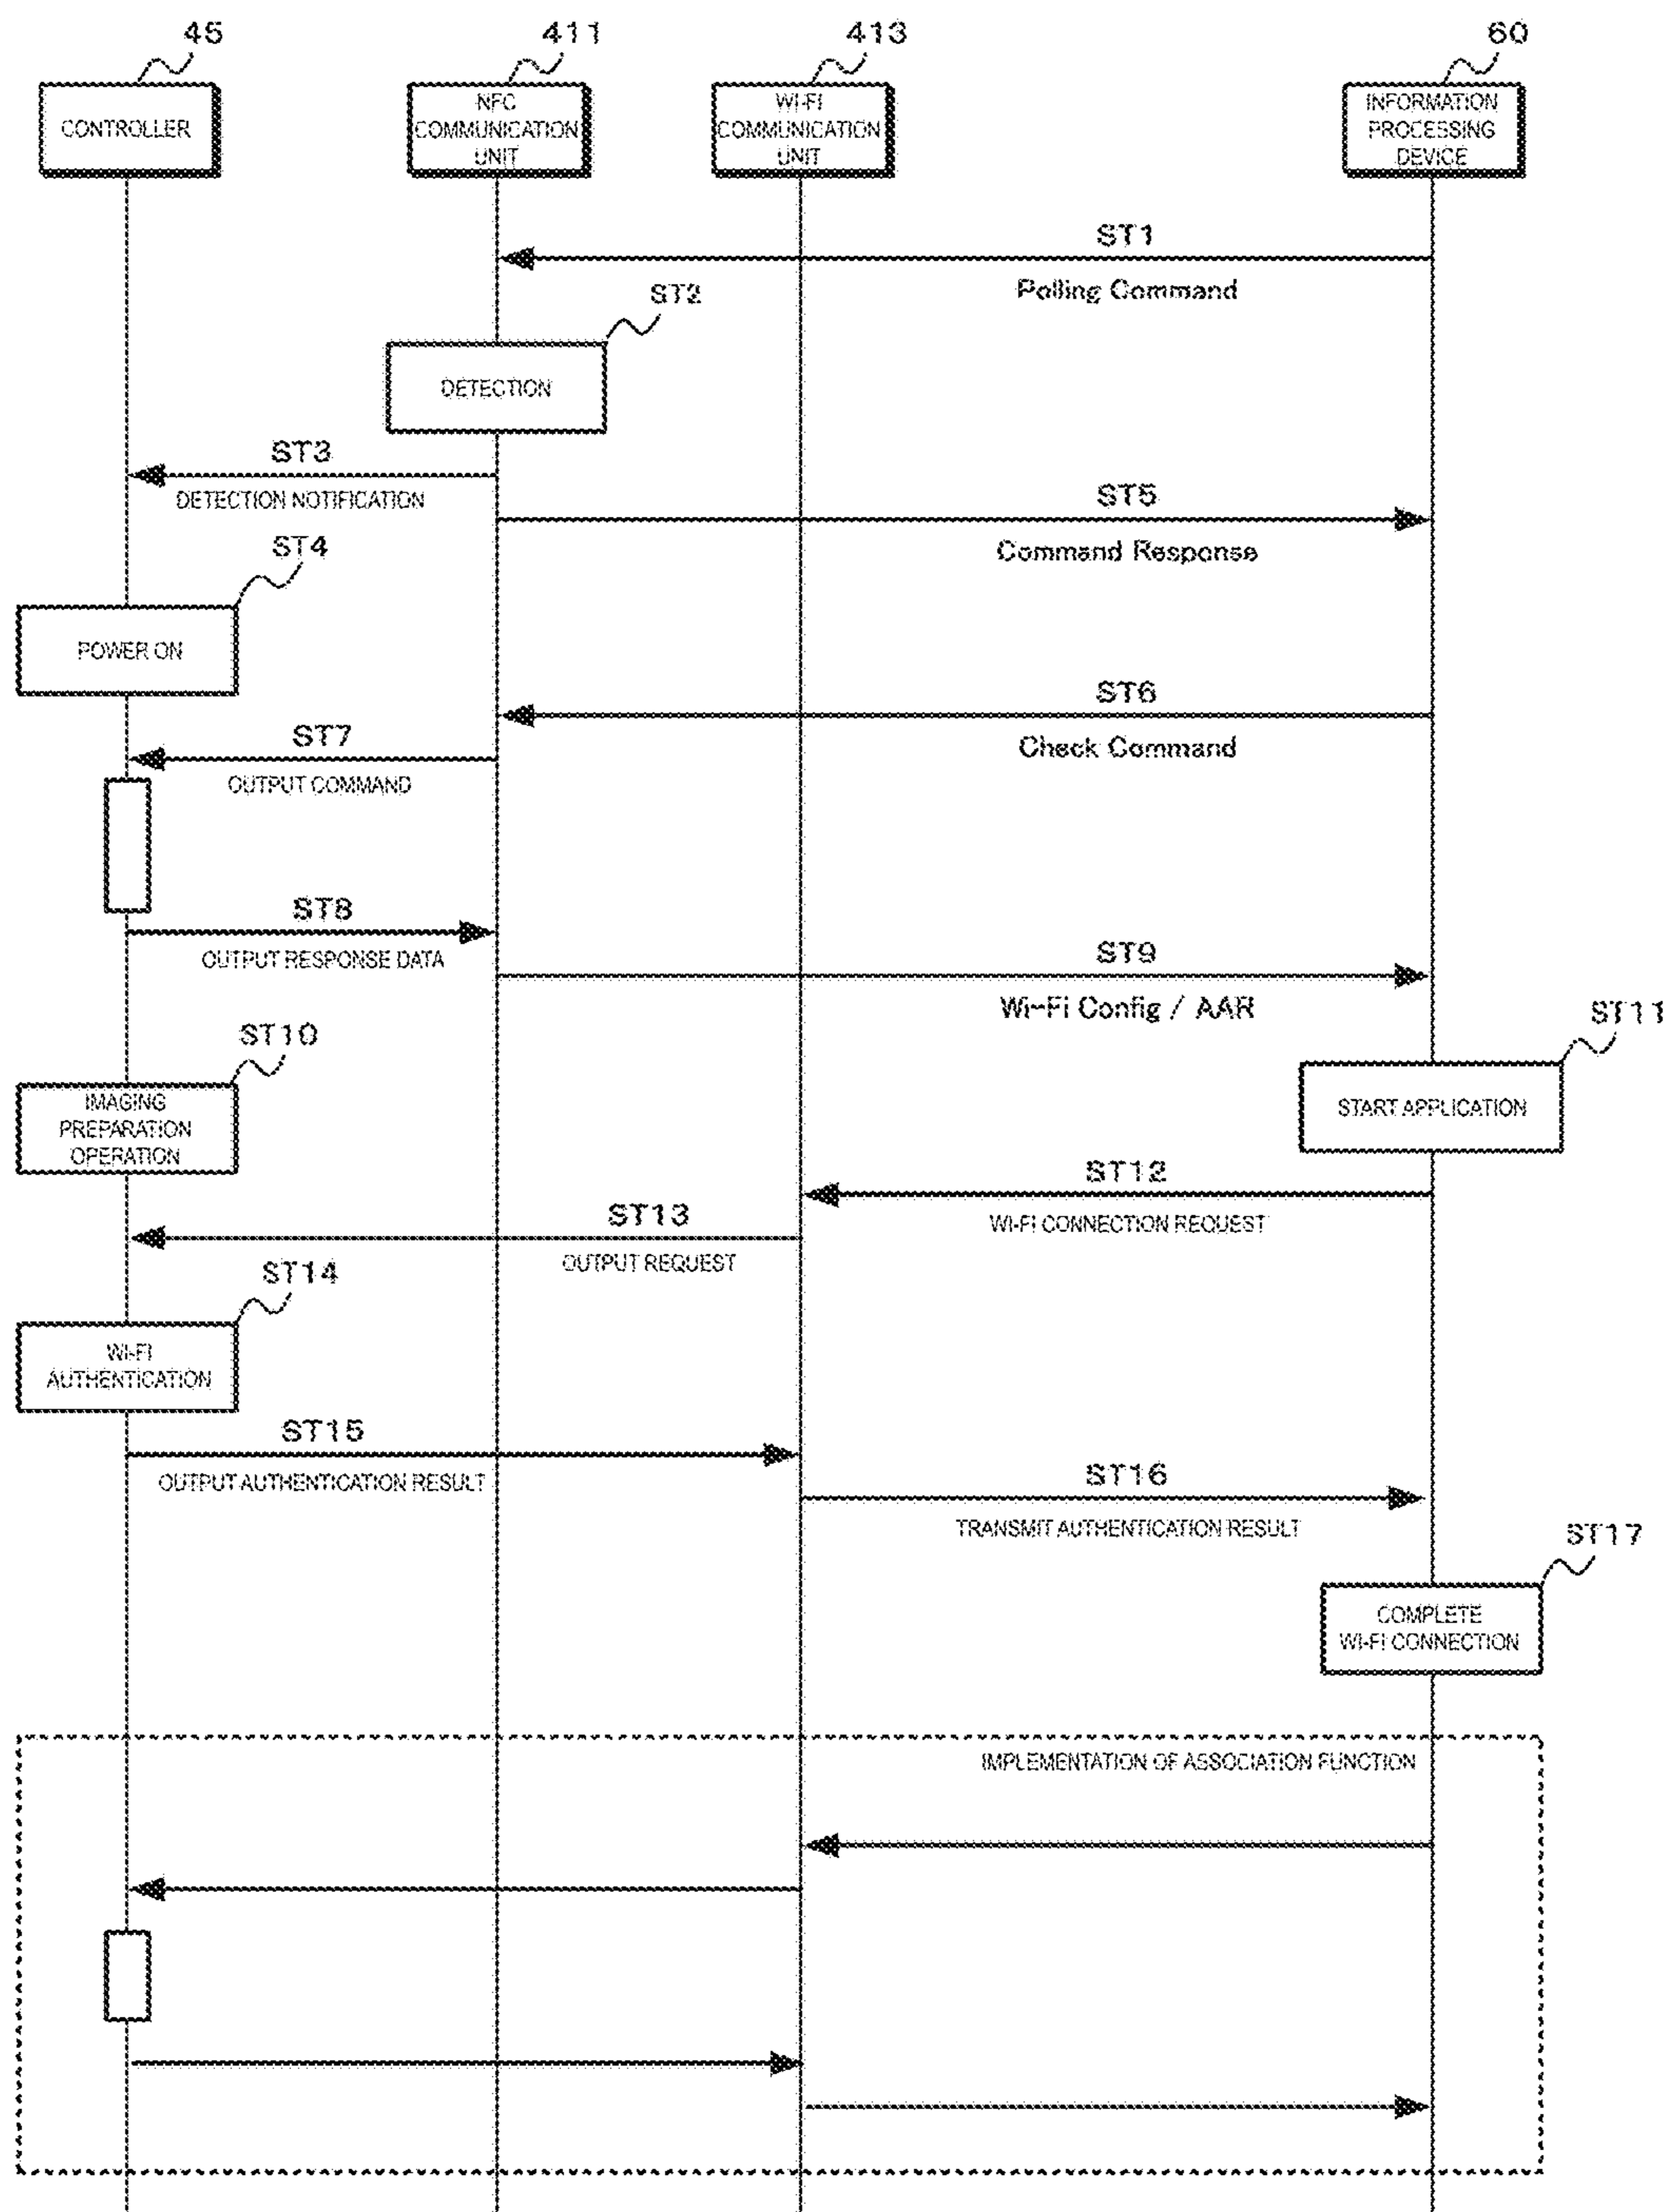 45
411
413
60
CONTROLLER
NFC
COMMUNICATION
UNIT
WI-FI
COMMUNICATION
UNIT
INFORMATION
PROCESSING
DEVICE
ST1
Polling Command
ST2
DETECTION
ST3
DETECTION NOTIFICATION
ST5
Command Response
ST4
POWER ON
ST6
Check Command
ST7
OUTPUT COMMAND
ST8
OUTPUT RESPONSE DATA
ST9
Wi-Fi Config / AAR
ST10
IMAGING
PREPARATION
OPERATION
ST11
START APPLICATION
ST12
WI-FI CONNECTION REQUEST
ST13
OUTPUT REQUEST
ST14
WI-FI
AUTHENTICATION
ST15
OUTPUT AUTHENTICATION RESULT
ST16
TRANSMIT AUTHENTICATION RESULT
ST17
COMPLETE
WI-FI CONNECTION
IMPLEMENTATION OF ASSOCIATION FUNCTION